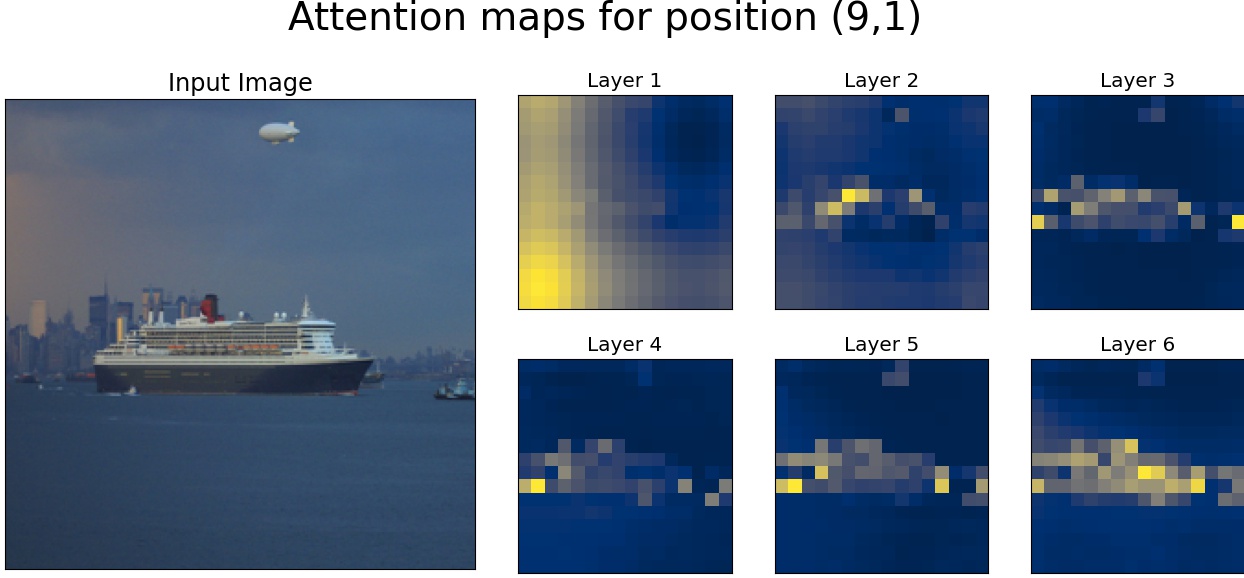 Attention maps for position (9,1)
Input Image
Layer 1
Layer 2
Layer 3
Layer 4
Layer 5
Layer 6